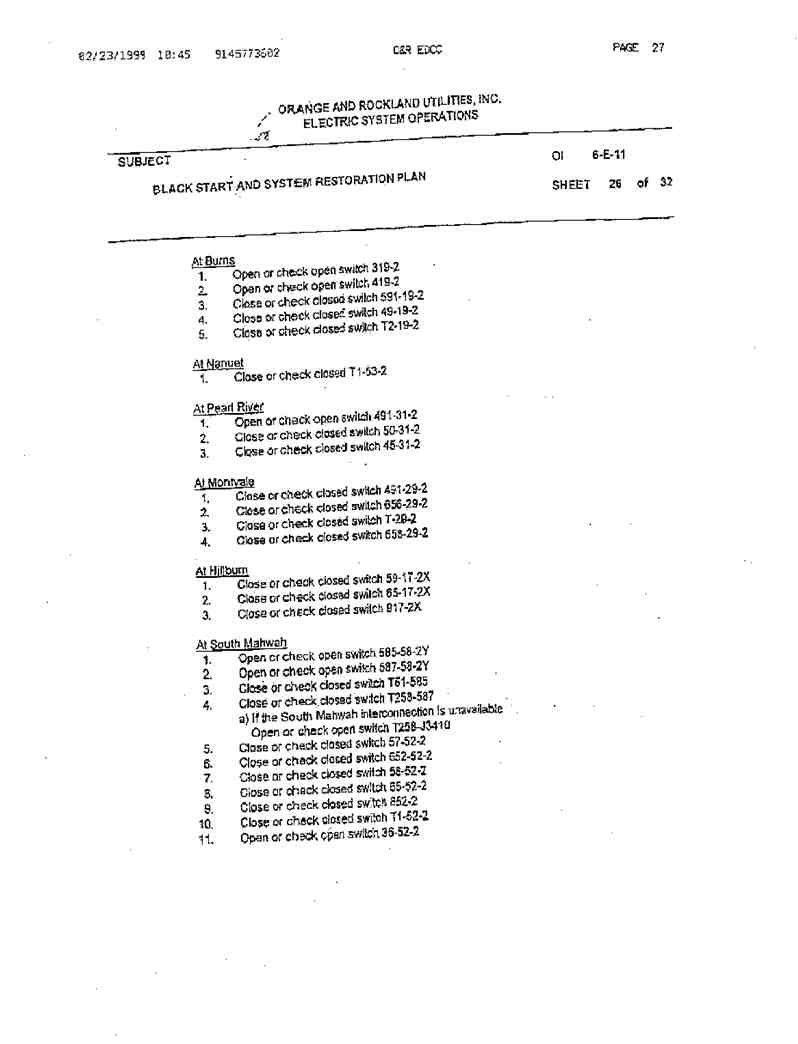 02/23/1999 10:45 9145773602 O&R EDCC PAGE 27
ORANGE AND ROCKLAND UTILITIES, INC.
ELECTRIC SYSTEM OPERATIONS
SUBJECT
OI 6-E-11
BLACK START AND SYSTEM RESTORATION PLAN
SHEET 26 of 32
At Burns
1. Open or check open switch 319-2
2. Open or check open switch 419-2
3. Close or check closed switch 591-19-2
4. Close or check closed switch 49-19-2
5. Close or check closed switch T2-19-2
At Nanuet
1. Close or check closed T1-53-2
At Pearl River
1. Open or check open switch 491-31-2
2. Close or check closed switch 50-31-2
3. Close or check closed switch 45-31-2
At Montvale
1. Close or check closed switch 491-29-2
2. Close or check closed switch 656-29-2
3. Close or check closed switch T-29-2
4. Close or check closed switch 658-29-2
At Hillburn
1. Close or check closed switch 59-17-2X
2. Close or check closed switch 65-17-2X
3. Close or check closed switch 817-2X
At South Mahwah
1. Open or check open switch 585-58-2Y
2. Open or check open switch 587-58-2Y
3. Close or check closed switch T61-585
4. Close or check closed switch T258-587
a) If the South Mahwah interconnection is unavailable
Open or check open switch T258-J3410
5. Close or check closed switch 57-52-2
6. Close or check closed switch 652-52-2
7. Close or check closed switch 58-52-2
8. Close or check closed switch 65-52-2
9. Close or check closed switch 852-2
10. Close or check closed switch T1-52-2
11. Open or check open switch 36-52-2